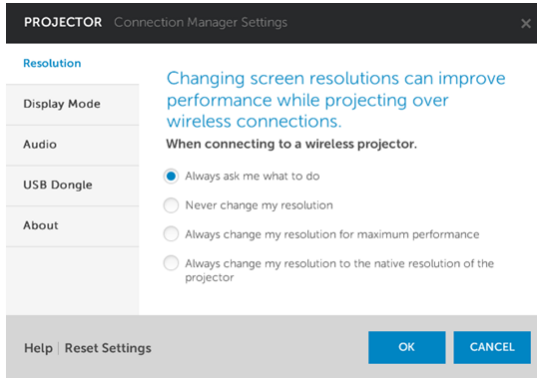 PROJECTOR Connection Manager Settings
Resolution
Display Mode
Audio
USB Dongle
About
Changing screen resolutions can improve
performance while projecting over
wireless connections.
When connecting to a wireless projector.
Always ask me what to do
Never change my resolution
Always change my resolution for maximum performance
Always change my resolution to the native resolution of the
projector
Help | Reset Settings
OK
CANCEL